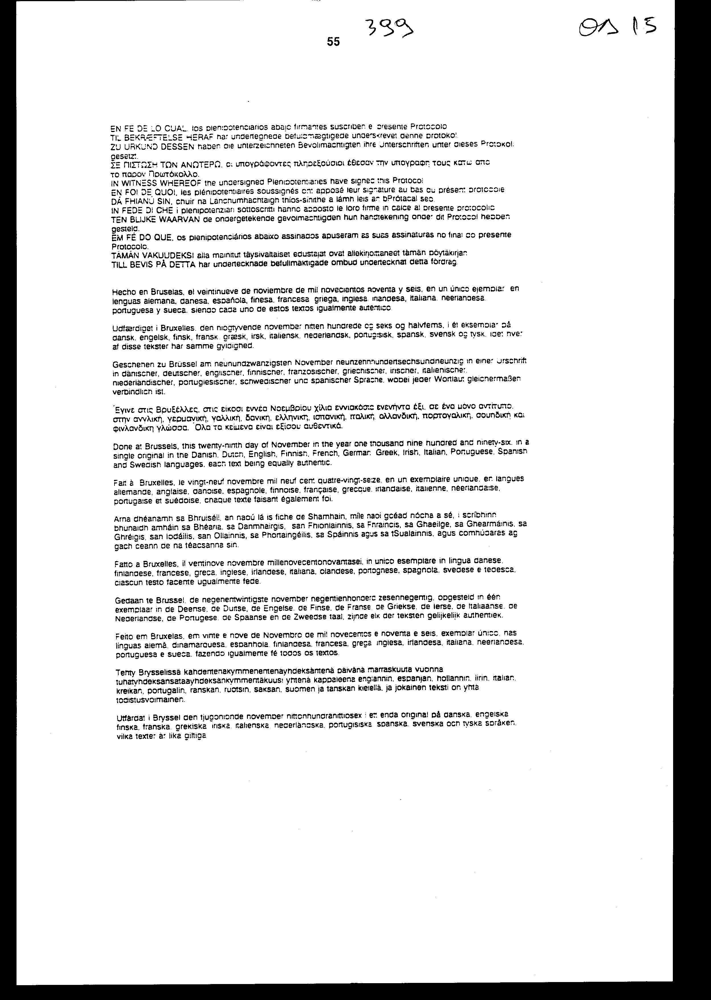 399
55
EN FE DE LO CUAL, los plenipotenciarios abajo firmantes suscriben e presente Protocolo
TIL BEKRÆFTELSE HERAF har undertegnede befuldmægtigede underskrevet denne protokol.
ZU URKUND DESSEN haben die unterzeichneten Bevollmächtigten ihre Unterschriften unter dieses Protokoll
gesetzt.
ΣΕ ΠΙΣΤΩΣΗ ΤΩΝ ΑΝΩΤΕΡΩ, οι υπογράφοντες πληρεξούσιοι έθεσαν την υπογραφή τους κάτω από
το παρόν Πρωτόκολλο.
IN WITNESS WHEREOF the undersigned Plenipotentiaries have signed this Protocol
EN FOI DE QUOI, les plénipotentiaires soussignés ont apposé leur signature au bas du présent protocole
DÁ FHIANÚ SIN, chuir na Lánchumhachtaigh thíos-sínithe a lámh leis an bPrótacal seo
IN FEDE DI CHE i plenipotenziari sottoscritti hanno apposto le loro firme in calce al presente protocollo
TEN BLIJKE WAARVAN de ondergetekende gevolmachtigden hun handtekening onder dit Protocol hebben
gesteld.
EM FÉ DO QUE, os plenipotenciários abaixo assinados apuseram as suas assinaturas no final do presente
Protocolo.
TÄMÄN VAKUUDEKSI alla mainitut täysivaltaiset edustajat ovat allekirjoittaneet tämän pöytäkirjan
TILL BEVIS PÅ DETTA har undertecknade befullmäktigade ombud undertecknat detta fördrag.
Hecho en Bruselas, el veintinueve de noviembre de mil novecientos noventa y seis, en un único ejemplar en
lenguas alemana, danesa, española, finesa, francesa griega, inglesa irlandesa, italiana, neerlandesa
portuguesa y sueca, siendo cada uno de estos textos igualmente auténtico.
Udfærdiget i Bruxelles, den niogtyvende november nitten hundrede og seks og halvfems, i ét eksemplar på
dansk, engelsk, finsk, fransk, græsk, irsk, italiensk, nederlandsk, portugisisk, spansk, svensk og tysk, idet hver
af disse tekster har samme gyldighed.
Geschehen zu Brüssel am neunundzwanzigsten November neunzehnhundertsechsundneunzig in einer Urschrift
in dänischer, deutscher, englischer, finnischer, französischer, griechischer, irischer, italienischer,
niederländischer, portugiesischer, schwedischer und spanischer Sprache, wobei jeder Wortlaut gleichermaßen
verbindlich ist.
Έγινε στις Βρυξέλλες, στις είκοσι εννέα Νοεμβρίου χίλια εννιακόσια ενενήντα έξι, σε ένα μόνο αντίτυπο,
στην αγγλική, γερμανική, γαλλική, δανική, ελληνική, ισπανική, ιταλική, ολλανδική, πορτογαλική, σουηδική και
φινλανδική γλώσσα. Όλα τα κείμενα είναι εξίσου αυθεντικά.
Done at Brussels, this twenty-ninth day of November in the year one thousand nine hundred and ninety-six, in a
single original in the Danish, Dutch, English, Finnish, French, German, Greek, Irish, Italian, Portuguese, Spanish
and Swedish languages, each text being equally authentic.
Fait à Bruxelles, le vingt-neuf novembre mil neuf cent quatre-vingt-seize, en un exemplaire unique, en langues
allemande, anglaise, danoise, espagnole, finnoise, française, grecque, irlandaise, italienne, néerlandaise,
portugaise et suédoise, chaque texte faisant également foi.
Arna dhéanamh sa Bhruiséil, an naoú lá is fiche de Shamhain, míle naoi gcéad nócha a sé, i scríbhinn
bhunaidh amháin sa Bhéarla, sa Danmhairgis, san Fhionlainnis, sa Fhraincis, sa Ghaeilge, sa Ghearmáinis, sa
Ghréigis, san Iodáilis, san Ollainnis, sa Phortaingéilis, sa Spáinnis agus sa tSualainnis, agus comhúdarás ag
gach ceann de na téacsanna sin.
Fatto a Bruxelles, il ventinove novembre millenovecentonovantasei, in unico esemplare in lingua danese,
finlandese, francese, greca, inglese, irlandese, italiana, olandese, portoghese, spagnola, svedese e tedesca,
ciascun testo facente ugualmente fede.
Gedaan te Brussel, de negenentwintigste november negentienhonderd zesennegentig, opgesteld in één
exemplaar in de Deense, de Duitse, de Engelse, de Finse, de Franse, de Griekse, de Ierse, de Italiaanse, de
Nederlandse, de Portugese, de Spaanse en de Zweedse taal, zijnde elk der teksten gelijkelijk authentiek.
Feito em Bruxelas, em vinte e nove de Novembro de mil novecentos e noventa e seis, exemplar único, nas
línguas alemã, dinamarquesa, espanhola, finlandesa, francesa, grega inglesa, irlandesa, italiana, neerlandesa,
portuguesa e sueca, fazendo igualmente fé todos os textos.
Tehty Brysselissä kahdentenakymmenentenäyhdeksäntenä päivänä marraskuuta vuonna
tuhatyhdeksänsataayhdeksänkymmentäkuusi yhtenä kappaleena englannin, espanjan, hollannin, iirin, italian,
kreikan, portugalin, ranskan, ruotsin, saksan, suomen ja tanskan kielellä, ja jokainen teksti on yhtä
todistusvoimainen.
Utfärdat i Bryssel den tjugonionde november nittonhundranittiosex i ett enda original på danska, engelska
finska, franska, grekiska iriska, italienska, nederländska, portugisiska spanska, svenska och tyska språken,
vilka texter är lika giltiga